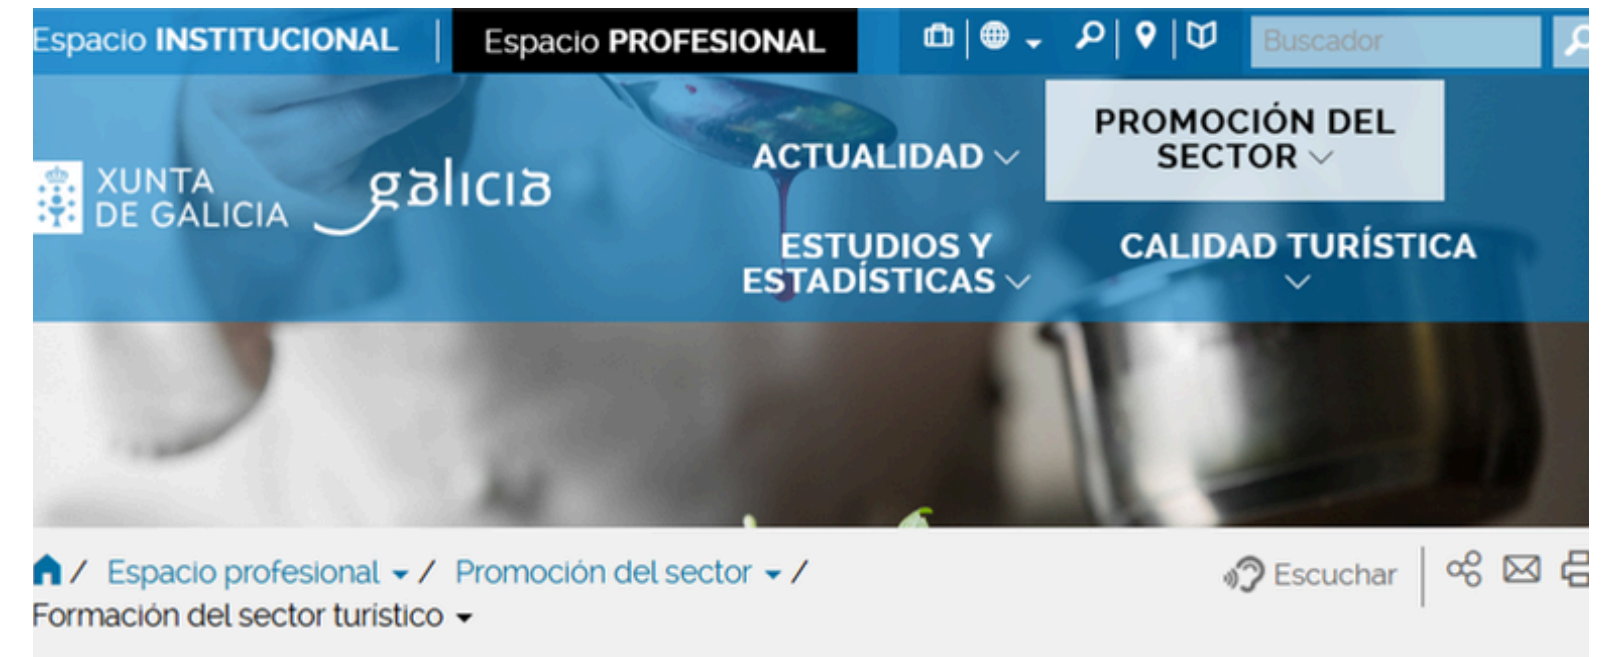 Espacio INSTITUCIONAL
Espacio PROFESIONAL
Buscador
XUNTA
DE GALICIA
galicia
ACTUALIDAD
PROMOCIÓN DEL
SECTOR
ESTUDIOS Y
ESTADÍSTICAS
CALIDAD TURÍSTICA
/ Espacio profesional / Promoción del sector /
Formación del sector turístico
Escuchar